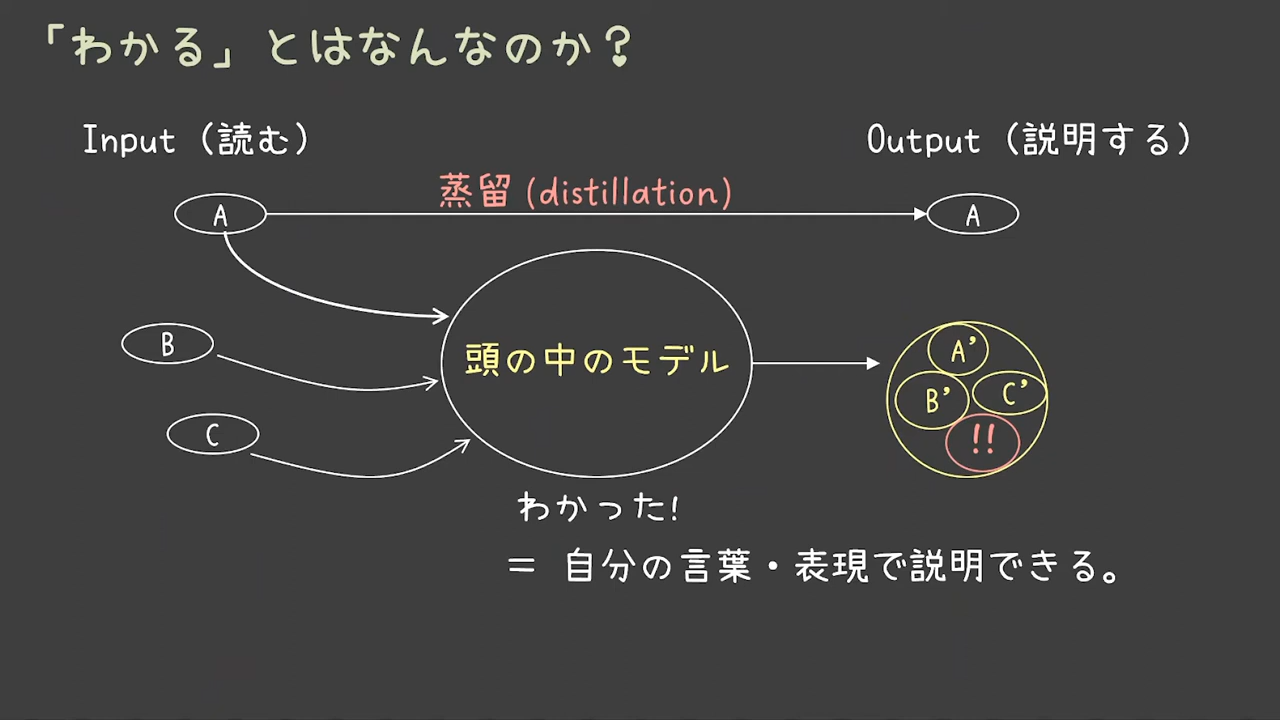 「わかる」とはなんなのか？
Input（読む）
Output（説明する）
蒸留 (distillation)
A
A
B
頭の中のモデル
A’
B’
C’
C
!!
わかった!
＝ 自分の言葉・表現で説明できる。